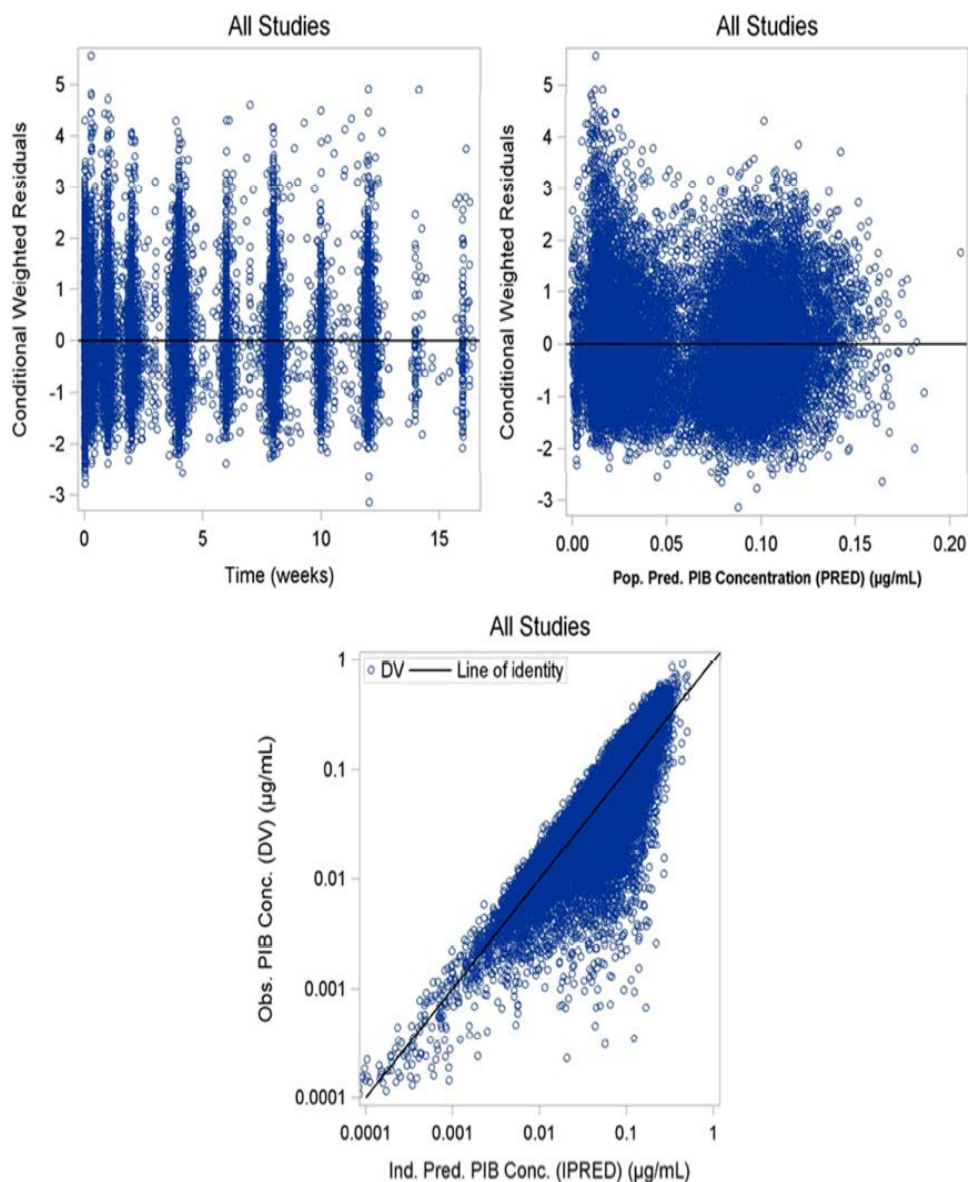 All Studies
Conditional Weighted Residuals
5
4
3
2
1
0
-1
-2
-3
0 5 10 15
Time (weeks)
All Studies
Conditional Weighted Residuals
5
4
3
2
1
0
-1
-2
-3
0.00 0.05 0.10 0.15 0.20
Pop. Pred. PIB Concentration (PRED) (µg/mL)
All Studies
DV Line of identity
Obs. PIB Conc. (DV) (µg/mL)
1
0.1
0.01
0.001
0.0001
0.0001 0.001 0.01 0.1 1
Ind. Pred. PIB Conc. (IPRED) (µg/mL)